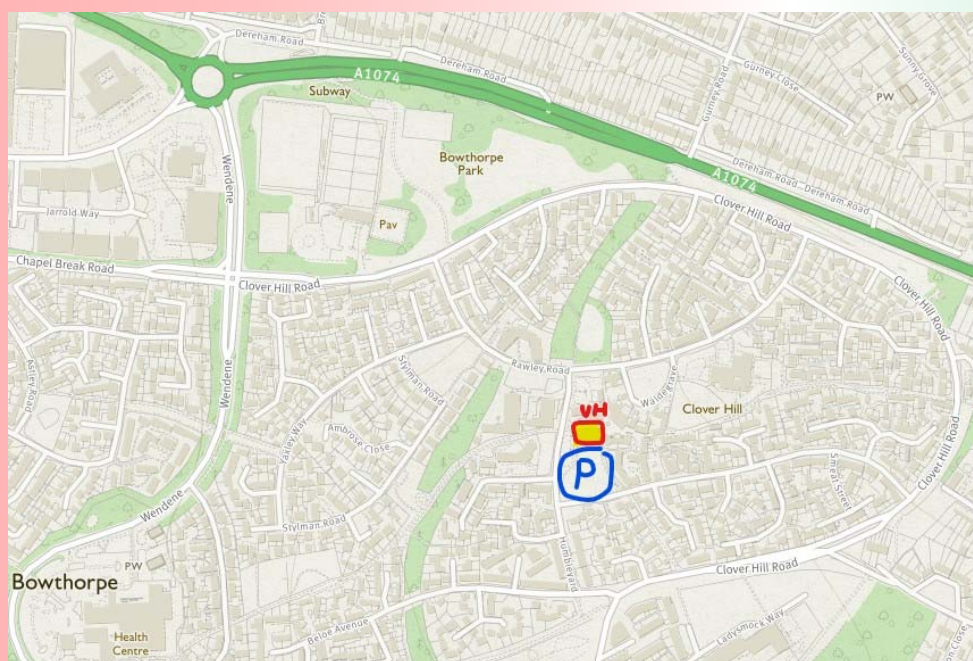 Dereham Road
A1074
Dereham Road
Subway
Gurney Road
Gurney Close
Sunny Grove
PW
Bowthorpe
Park
Wendene
Dereham Road
Dereham Road
A1074
Jarrold Way
Pav
Clover Hill Road
Chapel Break Road
Clover Hill Road
Clover Hill Road
Rawley Road
Astley Road
Wendene
Stylman Road
Waldegrave
Clover Hill
VH
Yaxley Way
Ambrose Close
P
Smeat Street
Clover Hill Road
Wendene
Stylman Road
Humbleyard
PW
Clover Hill Road
Bowthorpe
Beloe Avenue
Ladysmock Way
Health
Centre